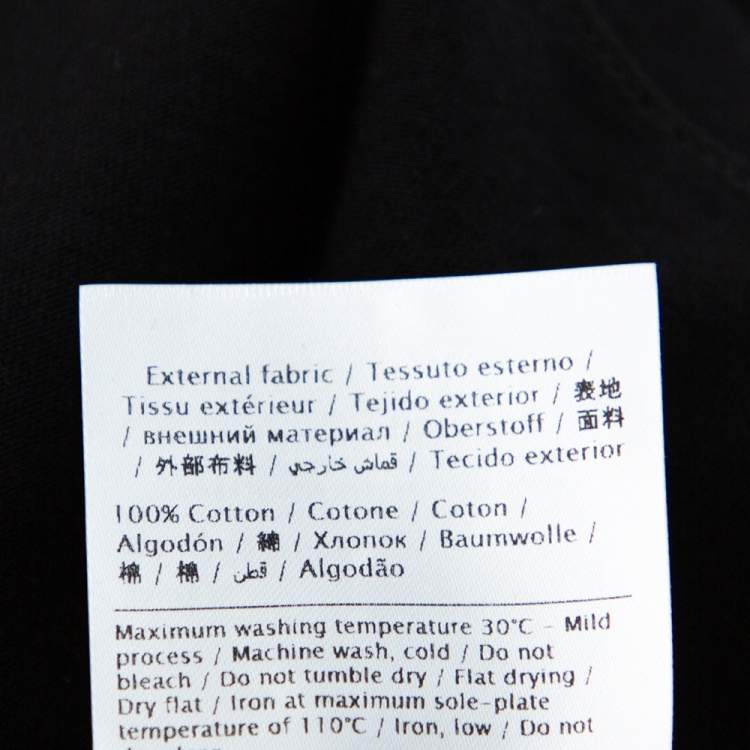 External fabric / Tessuto esterno /
Tissu extérieur / Tejido exterior / 表地
/ внешний материал / Oberstoff / 面料
/ 外部布料 / قماش خارجي / Tecido exterior
100% Cotton / Cotone / Coton /
Algodón / 綿 / Хлопок / Baumwolle /
棉 / 棉 / قطن / Algodão
Maximum washing temperature 30°C - Mild
process / Machine wash, cold / Do not
bleach / Do not tumble dry / Flat drying /
Dry flat / Iron at maximum sole-plate
temperature of 110°C / Iron, low / Do not